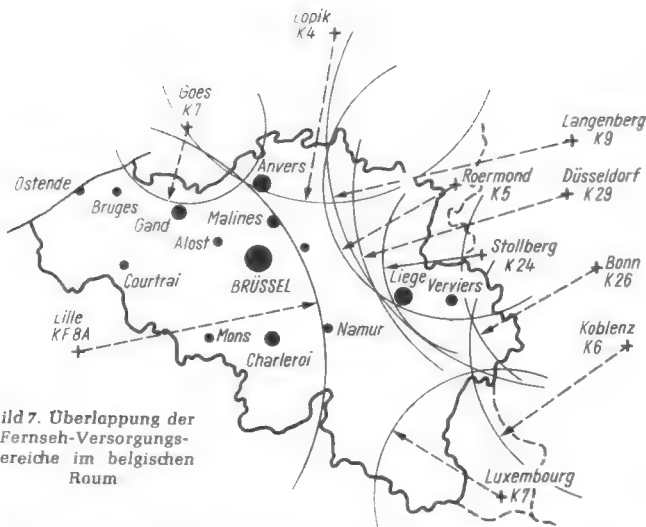 Lopik
K4
Goes
K7
Langenberg
K9
Anvers
Roermond
K5
Düsseldorf
K29
Ostende
Bruges
Gand
Malines
Alost
Stollberg
K24
BRÜSSEL
Liege
Verviers
Bonn
K26
Courtrai
Lille
KF8A
Mons
Charleroi
Namur
Koblenz
K6
ild 7. Überlappung der
Fernseh-Versorgungs-
ereiche im belgischen
Raum
Luxembourg
K7